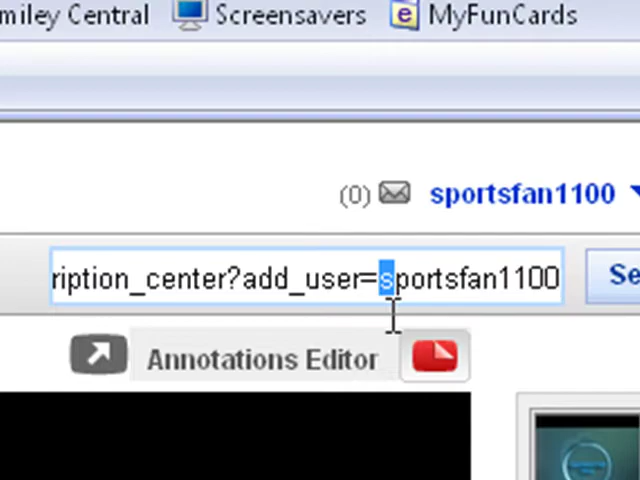 miley Central Screensavers MyFunCards
(0) sportsfan1100
ription_center?add_user=sportsfan1100 Se
Annotations Editor